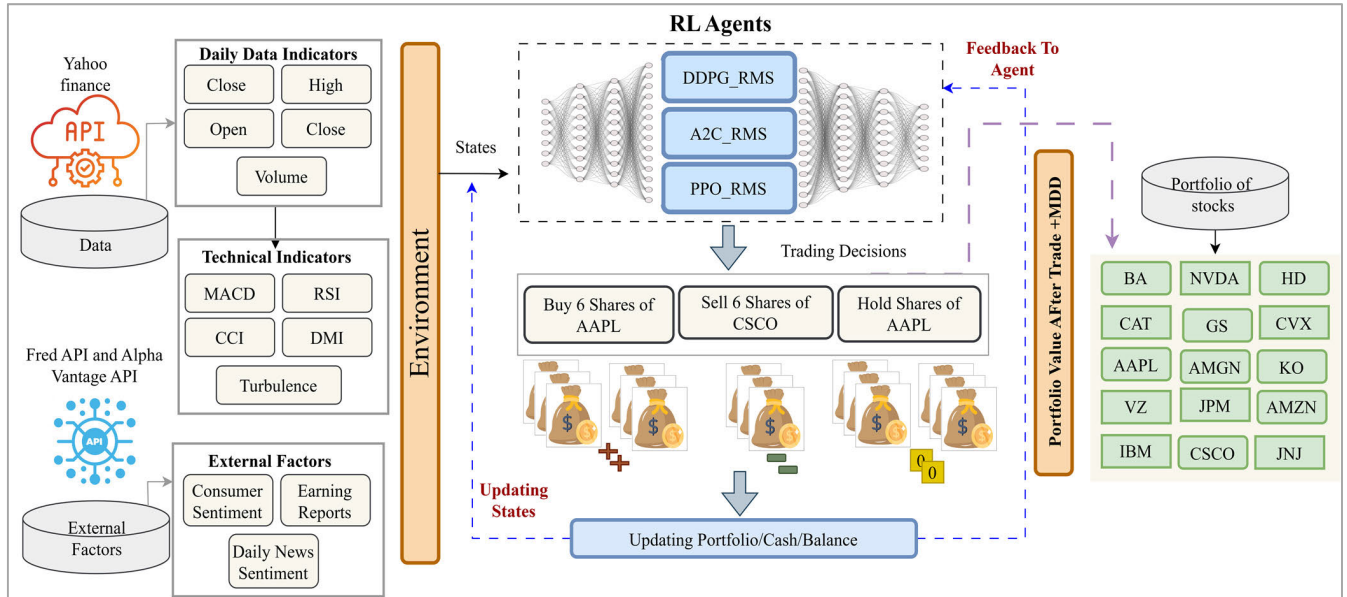 RL Agents
Yahoo
finance
API
Data
Daily Data Indicators
Close
High
Open
Close
Volume
Technical Indicators
MACD
RSI
CCI
DMI
Turbulence
Fred API and Alpha
Vantage API
API
External
Factors
External Factors
Consumer
Sentiment
Earning
Reports
Daily News
Sentiment
Environment
States
DDPG_RMS
A2C_RMS
PPO_RMS
Feedback To
Agent
Trading Decisions
Buy 6 Shares of
AAPL
Sell 6 Shares of
CSCO
Hold Shares of
AAPL
$
$
$
$
$
0
0
Updating
States
Updating Portfolio/Cash/Balance
Portfolio Value AFter Trade +MDD
Portfolio of
stocks
BA
NVDA
HD
CAT
GS
CVX
AAPL
AMGN
KO
VZ
JPM
AMZN
IBM
CSCO
JNJ